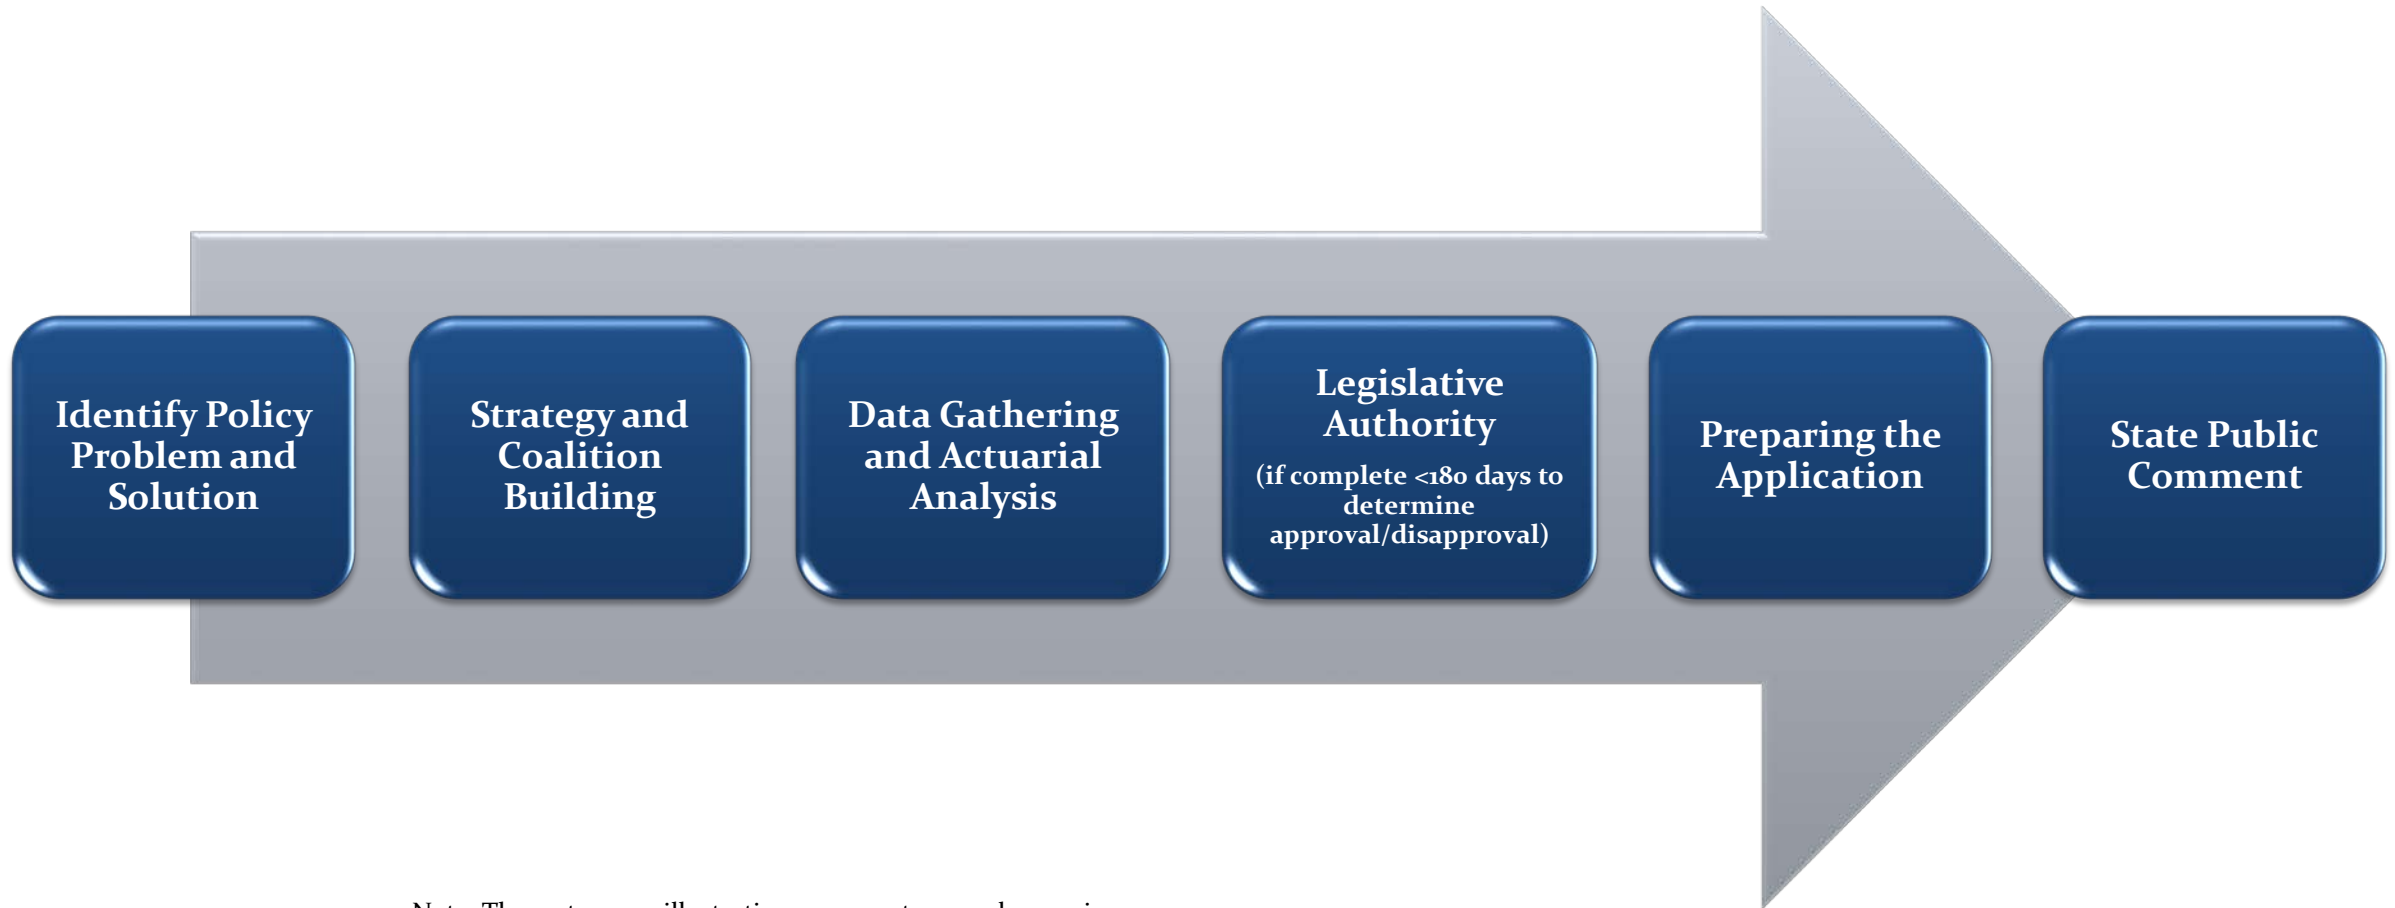 Identify Policy
Problem and
Solution
Strategy and
Coalition
Building
Data Gathering
and Actuarial
Analysis
Legislative
Authority
(if complete <180 days to
determine
approval/disapproval)
Preparing the
Application
State Public
Comment